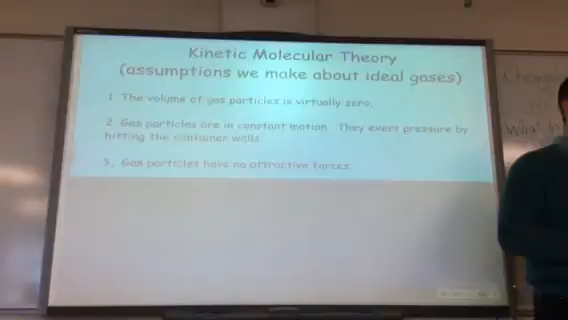 Kinetic Molecular Theory
(assumptions we make about ideal gases)
1. The volume of gas particles is virtually zero.
2. Gas particles are in constant motion. They exert pressure by
hitting the container walls.
3. Gas particles have no attractive forces.